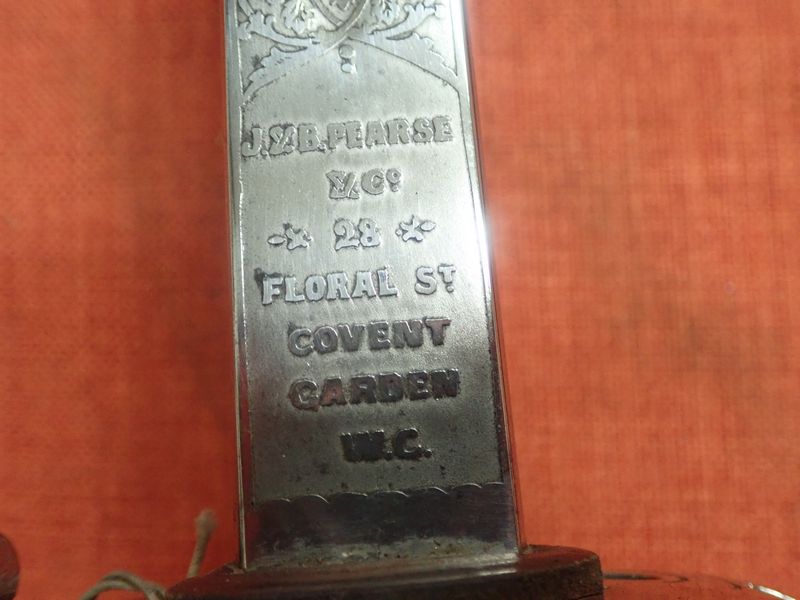 J. & B. PEARSE
& Co.
28
FLORAL ST.
COVENT
GARDEN
W.C.